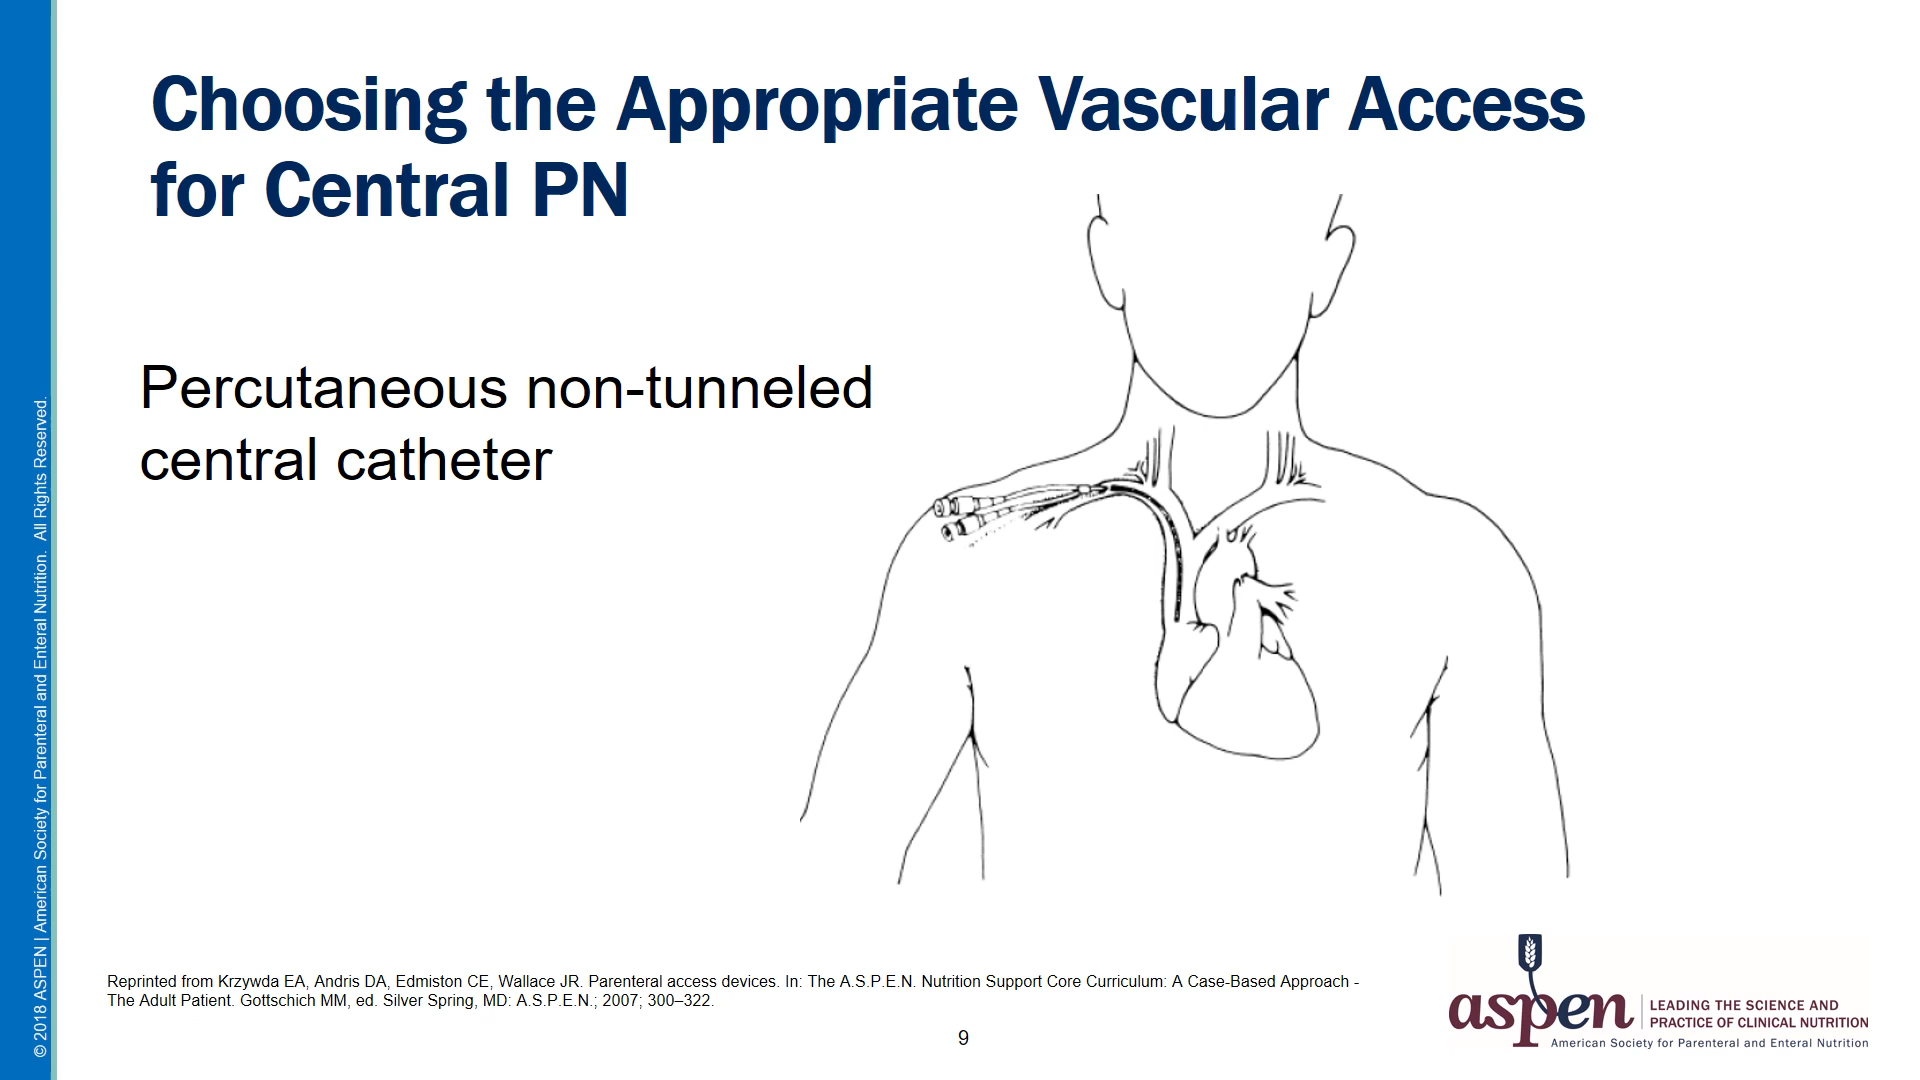 Choosing the Appropriate Vascular Access
for Central PN
Percutaneous non-tunneled
central catheter
© 2018 ASPEN | American Society for Parenteral and Enteral Nutrition. All Rights Reserved.
Reprinted from Krzywda EA, Andris DA, Edmiston CE, Wallace JR. Parenteral access devices. In: The A.S.P.E.N. Nutrition Support Core Curriculum: A Case-Based Approach -
The Adult Patient. Gottschich MM, ed. Silver Spring, MD: A.S.P.E.N.; 2007; 300–322.
9
aspen
LEADING THE SCIENCE AND
PRACTICE OF CLINICAL NUTRITION
American Society for Parenteral and Enteral Nutrition